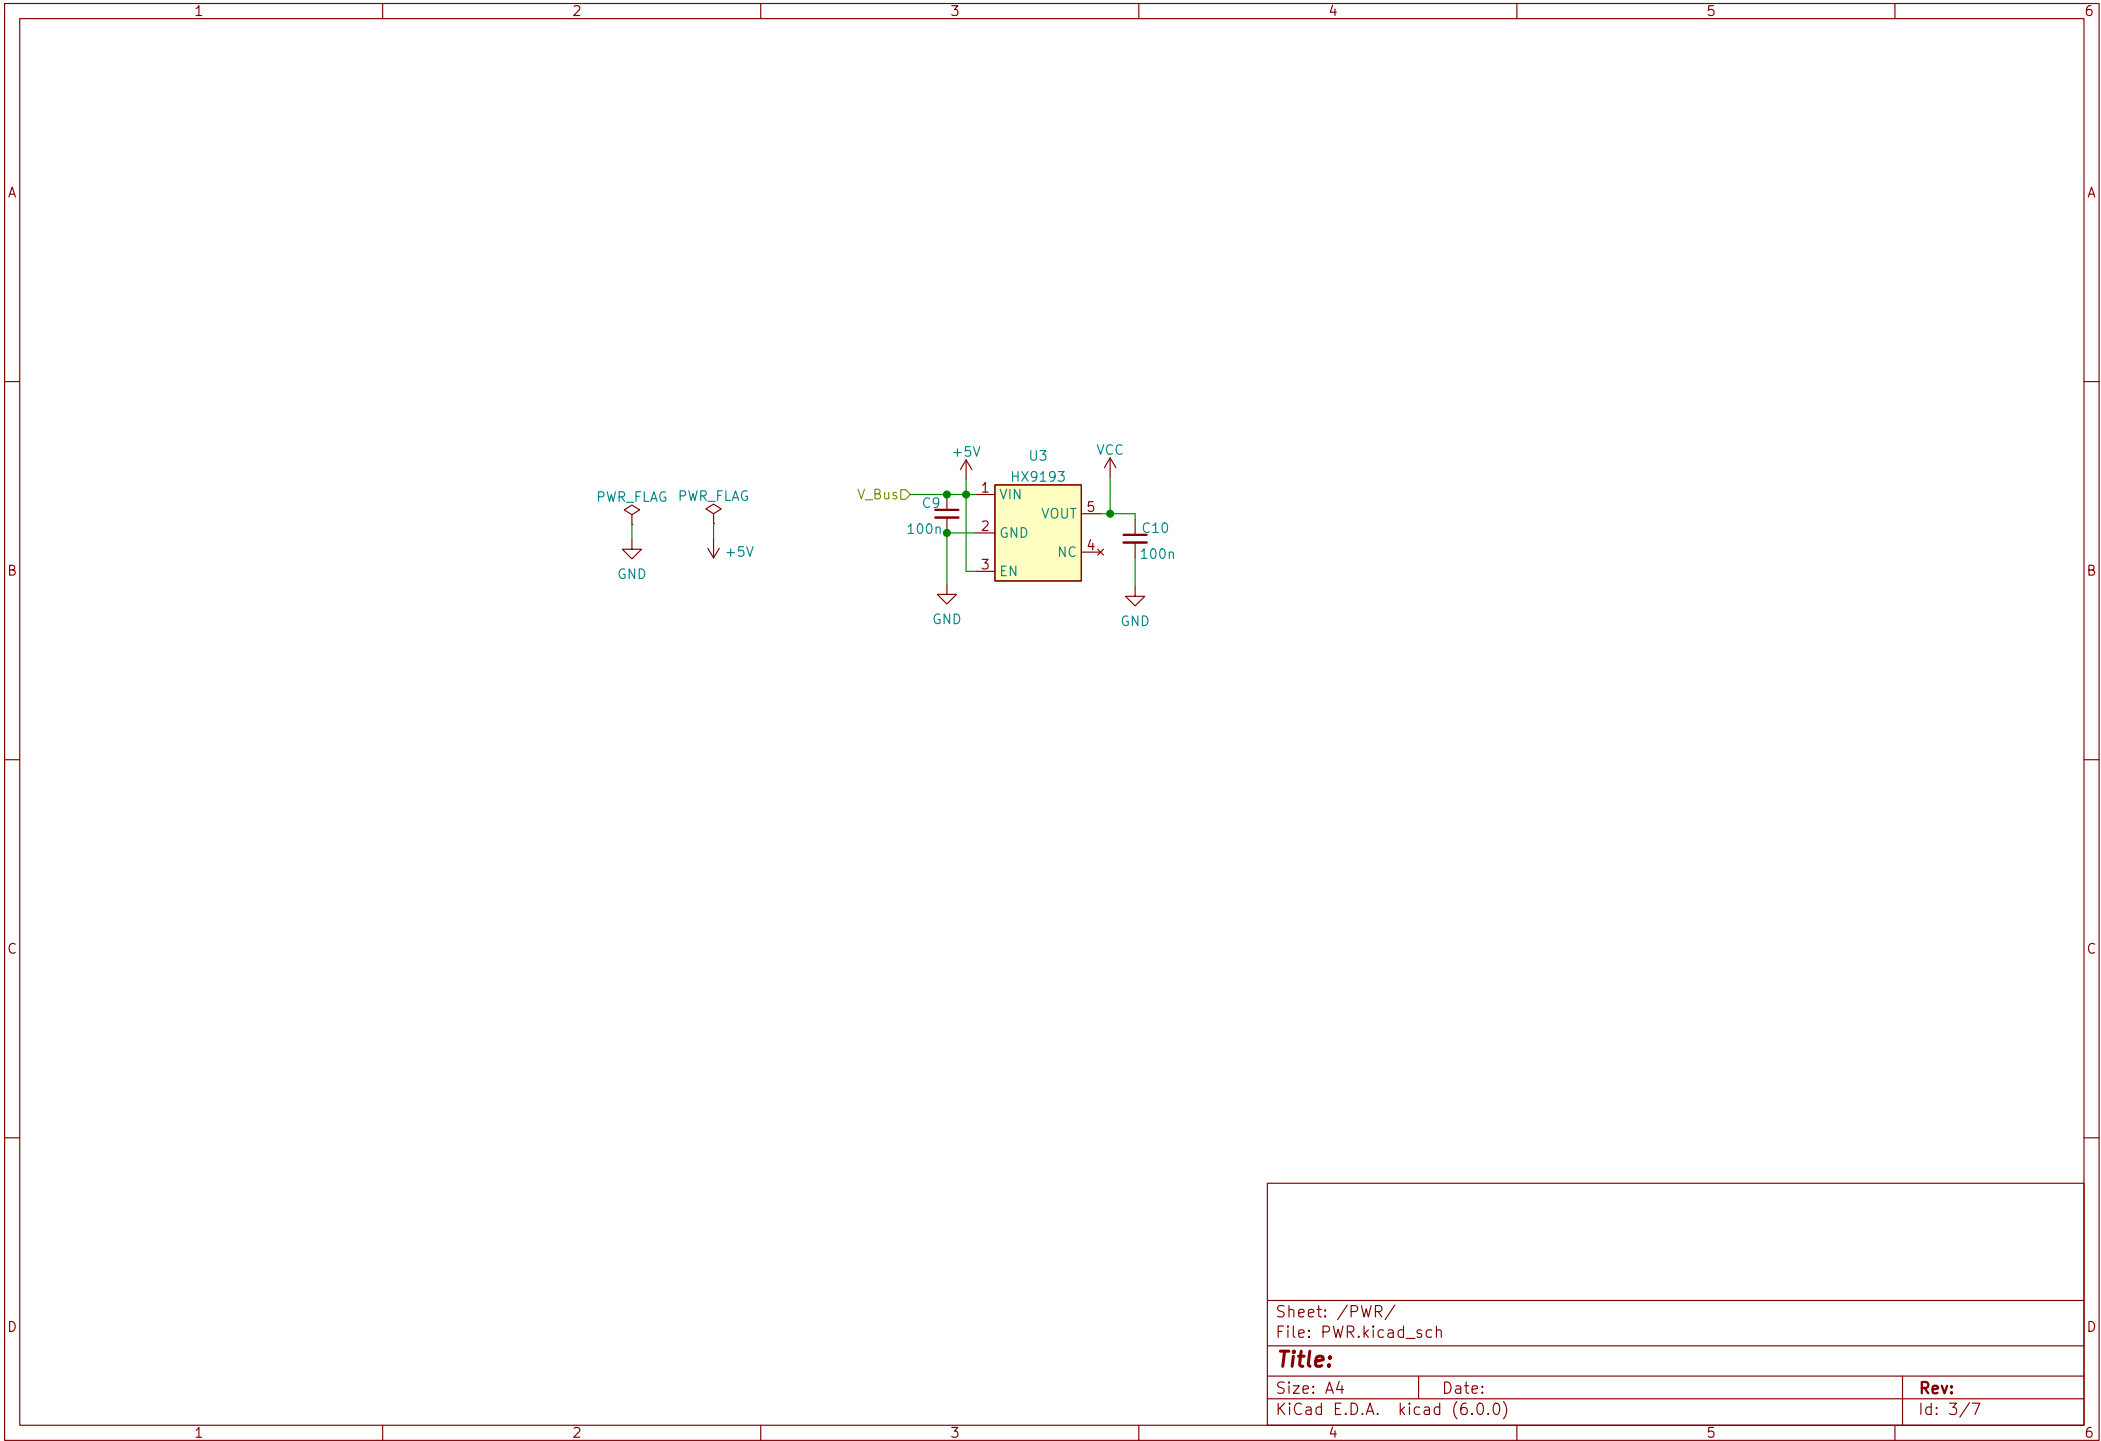 1 2 3 4 5 6
A A
+5V
VCC
U3
HX9193
PWR_FLAG
PWR_FLAG
V_Bus
1 VIN
C9
100n
2 GND
VOUT 5
C10
100n
NC 4
3 EN
+5V
GND
B B
GND
GND
C C
D D
Sheet: /PWR/
File: PWR.kicad_sch
Title:
Size: A4 Date: Rev:
KiCad E.D.A. kicad (6.0.0) Id: 3/7
1 2 3 4 5 6